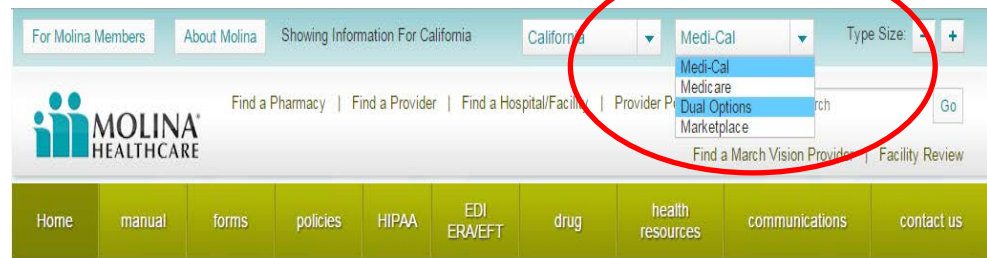 For Molina Members About Molina Showing Information For California California Medi-Cal Type Size: - +
Medi-Cal
Medicare
Dual Options
Marketplace
MOLINA
HEALTHCARE
Find a Pharmacy | Find a Provider | Find a Hospital/Facility | Provider Go
Find a March Vision Provider | Facility Review
Home manual forms policies HIPAA EDI ERA/EFT drug health resources communications contact us